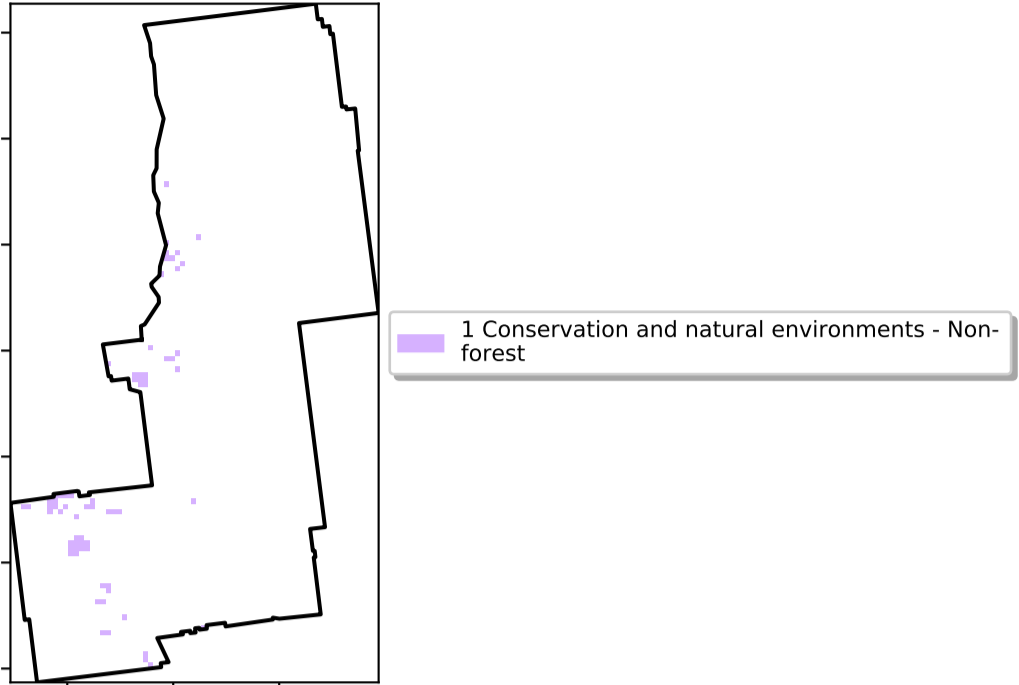 1 Conservation and natural environments - Non-
forest